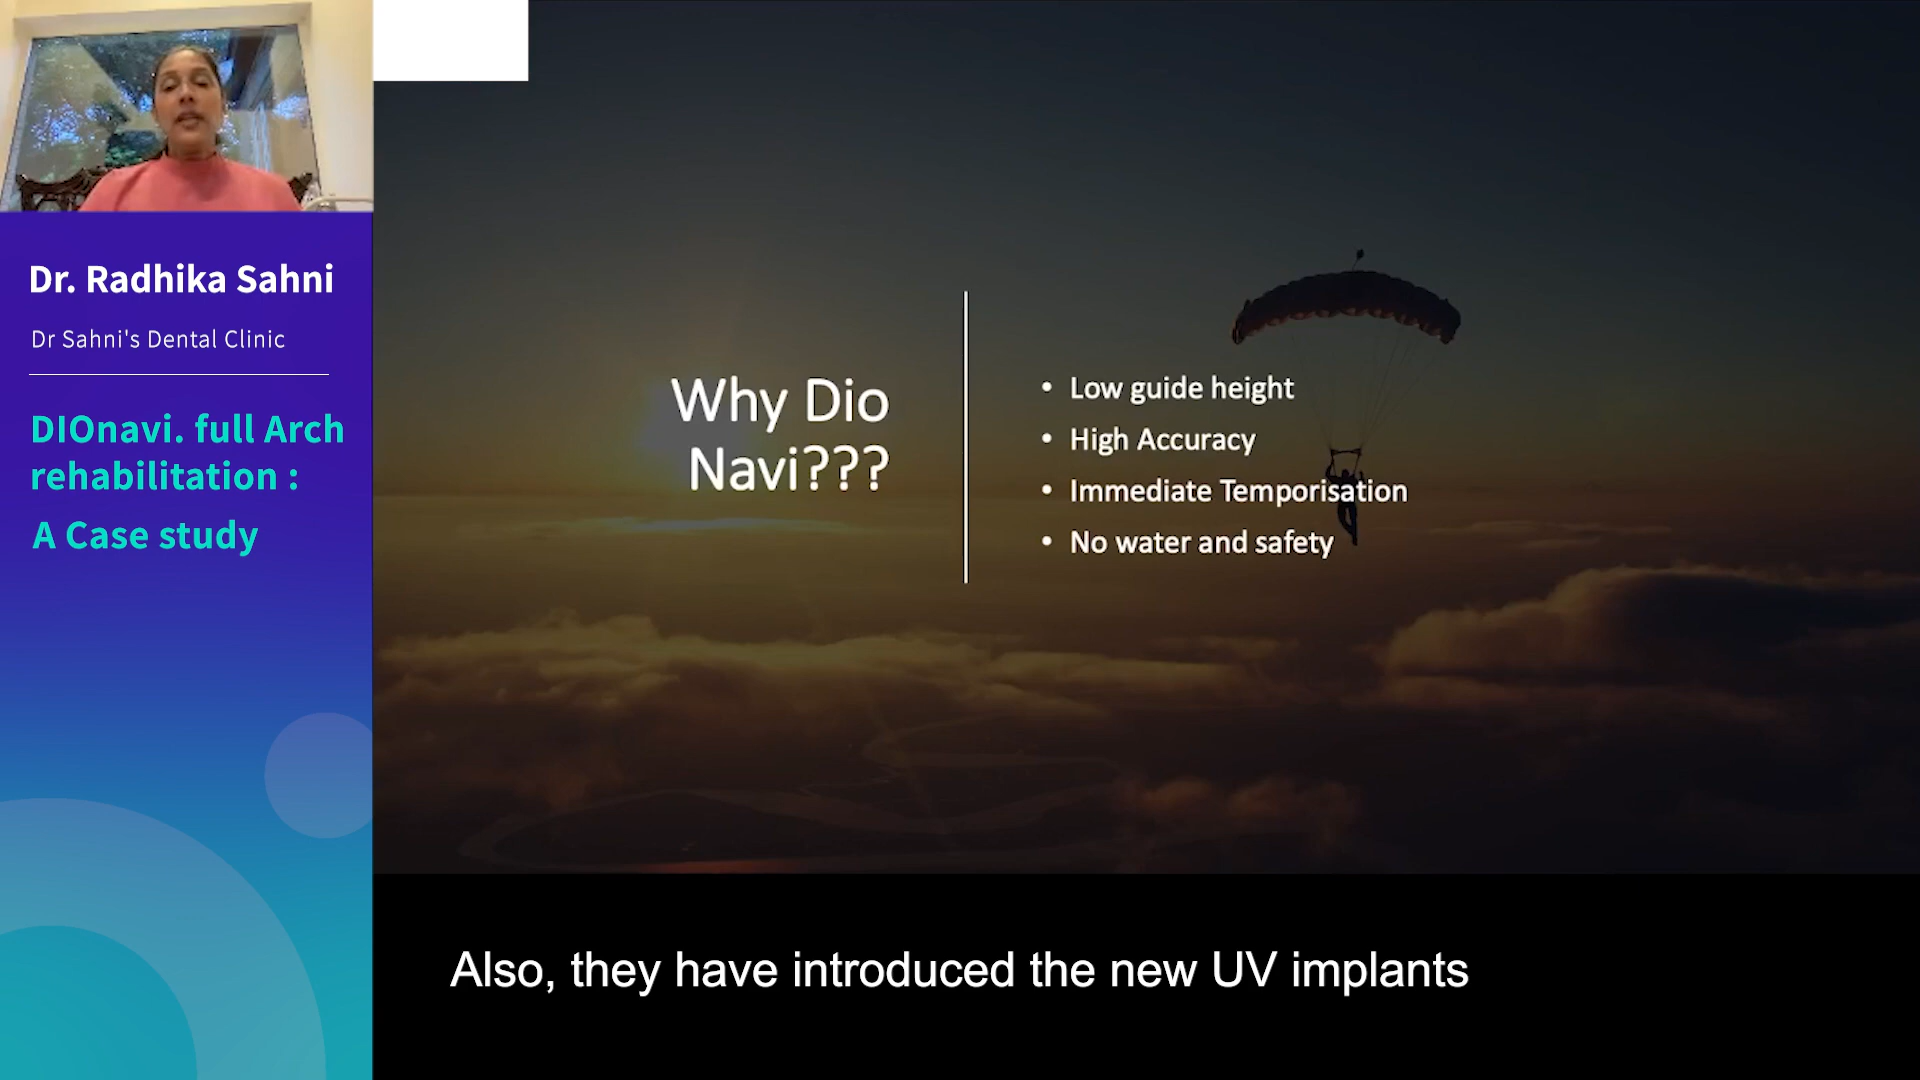 Dr. Radhika Sahni
Dr Sahni's Dental Clinic
DIOnavi. full Arch
rehabilitation :
A Case study
Why Dio
Navi???
• Low guide height
• High Accuracy
• Immediate Temporisation
• No water and safety
Also, they have introduced the new UV implants